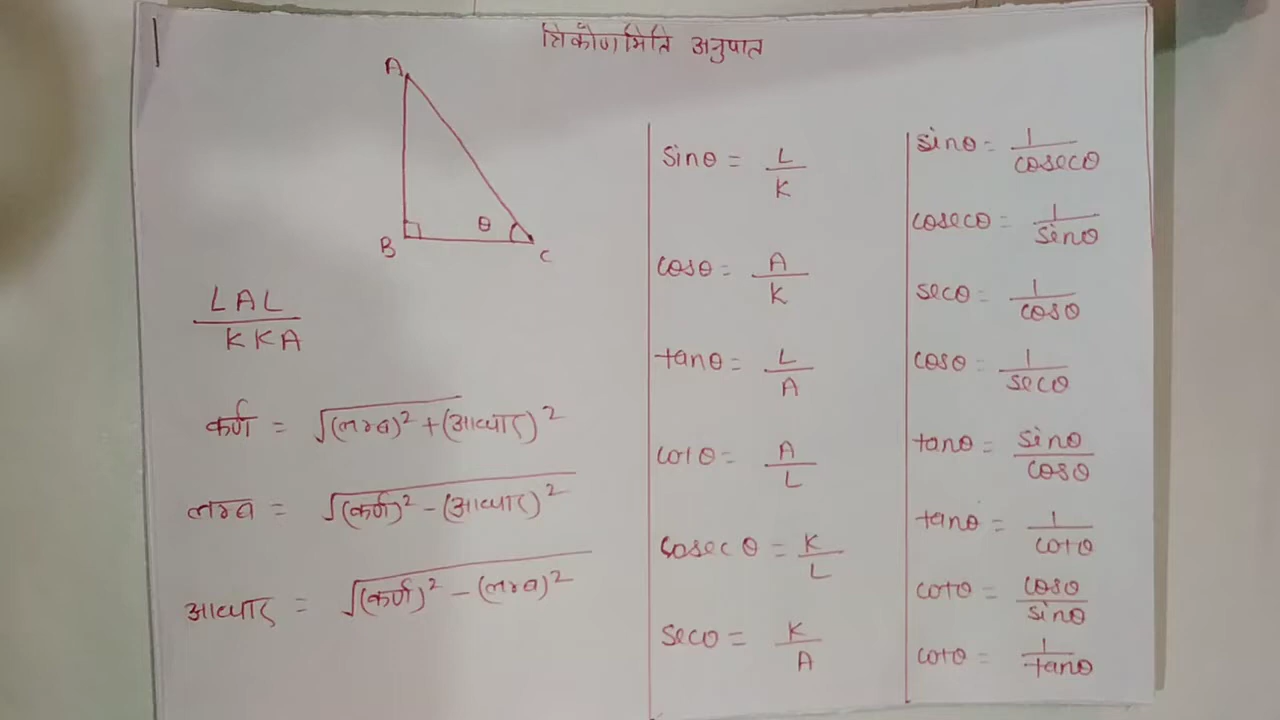 त्रिकोणमिति अनुपात
A
B
θ
C
LAL
KKA
कर्ण = √(लम्ब)² + (आधार)²
लम्ब = √(कर्ण)² - (आधार)²
आधार = √(कर्ण)² - (लम्ब)²
sinθ = L/K
cosθ = A/K
tanθ = L/A
cotθ = A/L
cosec θ = K/L
secθ = K/A
sinθ = 1/cosecθ
cosecθ = 1/sinθ
secθ = 1/cosθ
cosθ = 1/secθ
tanθ = sinθ/cosθ
tanθ = 1/cotθ
cotθ = cosθ/sinθ
cotθ = 1/tanθ